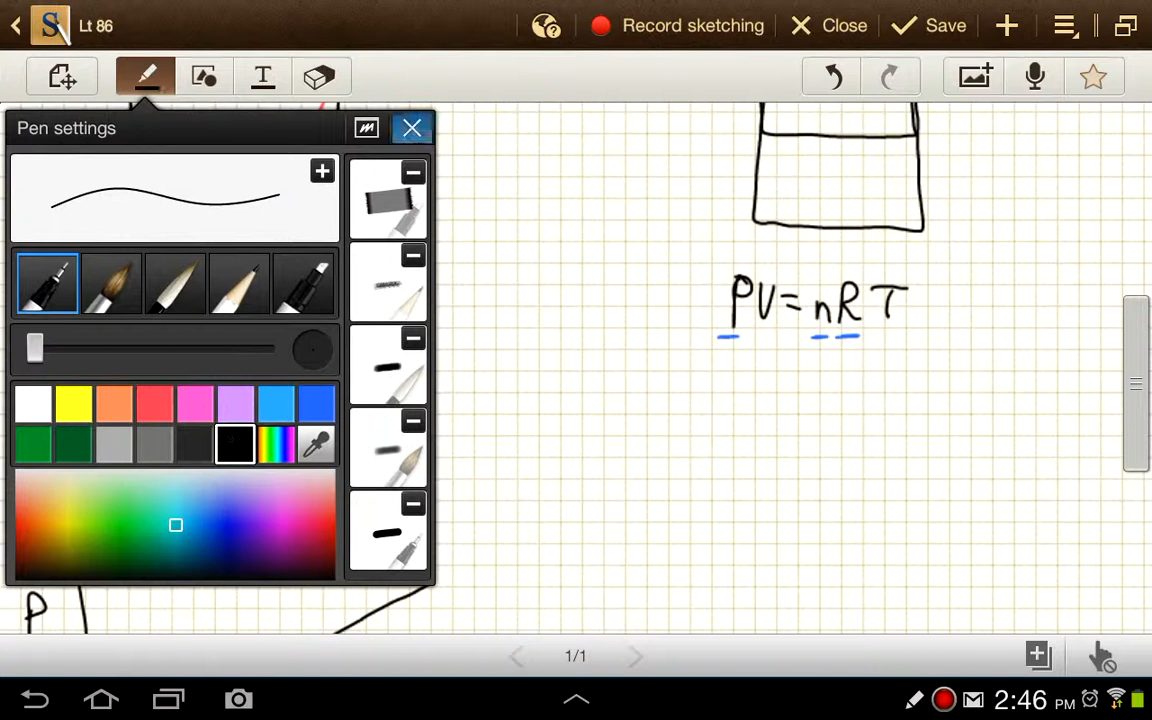 S Lt 86 Record sketching Close Save
T
Pen settings
PV = nRT
P
1/1
2:46 PM